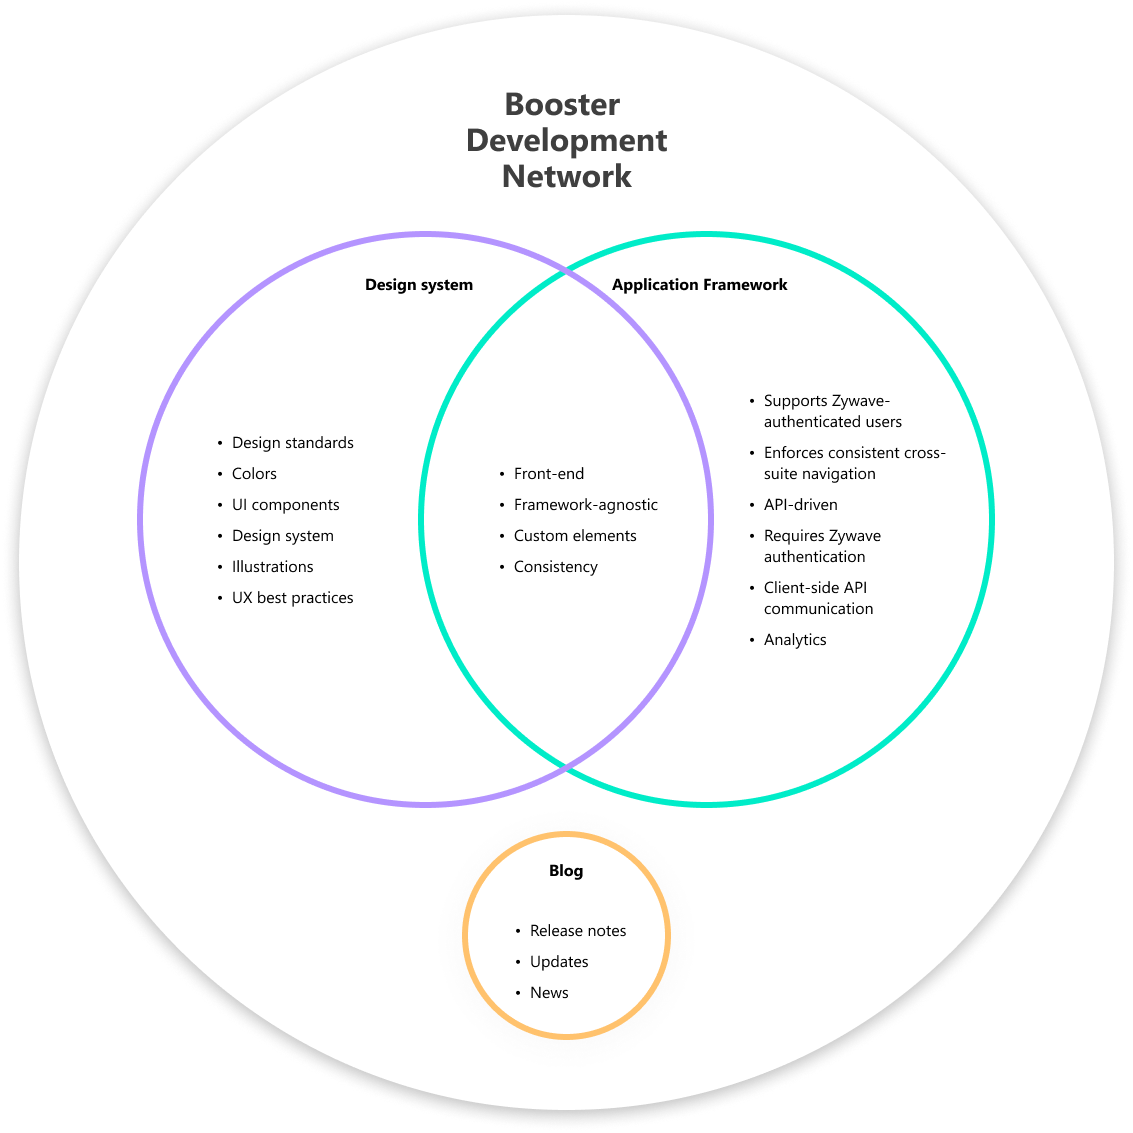 Booster
Development
Network
Design system
• Design standards
• Colors
• UI components
• Design system
• Illustrations
• UX best practices
• Front-end
• Framework-agnostic
• Custom elements
• Consistency
Application Framework
• Supports Zywave-
authenticated users
• Enforces consistent cross-
suite navigation
• API-driven
• Requires Zywave
authentication
• Client-side API
communication
• Analytics
Blog
• Release notes
• Updates
• News